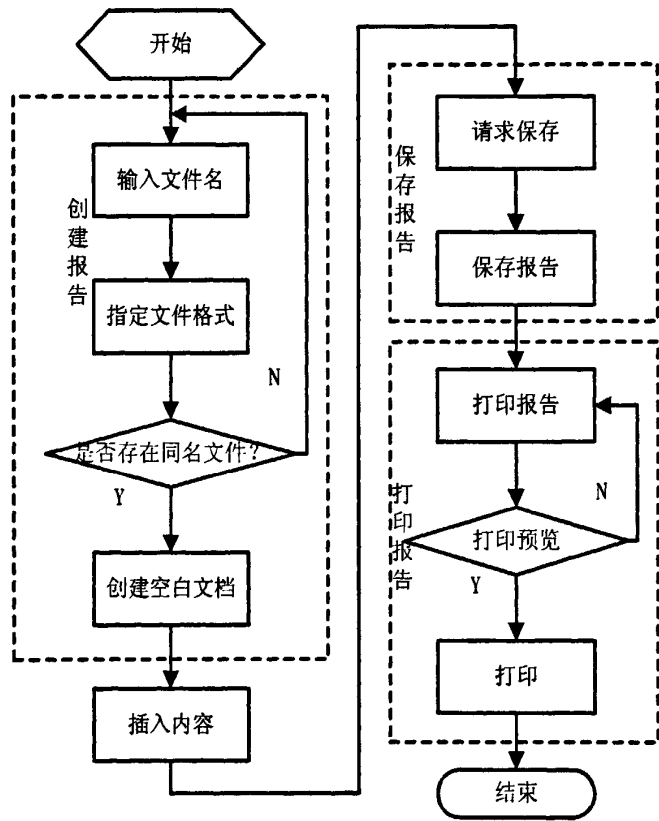 开始
创建报告
输入文件名
指定文件格式
N
是否存在同名文件？
Y
创建空白文档
插入内容
保存报告
请求保存
保存报告
打印报告
打印报告
N
打印预览
Y
打印
结束